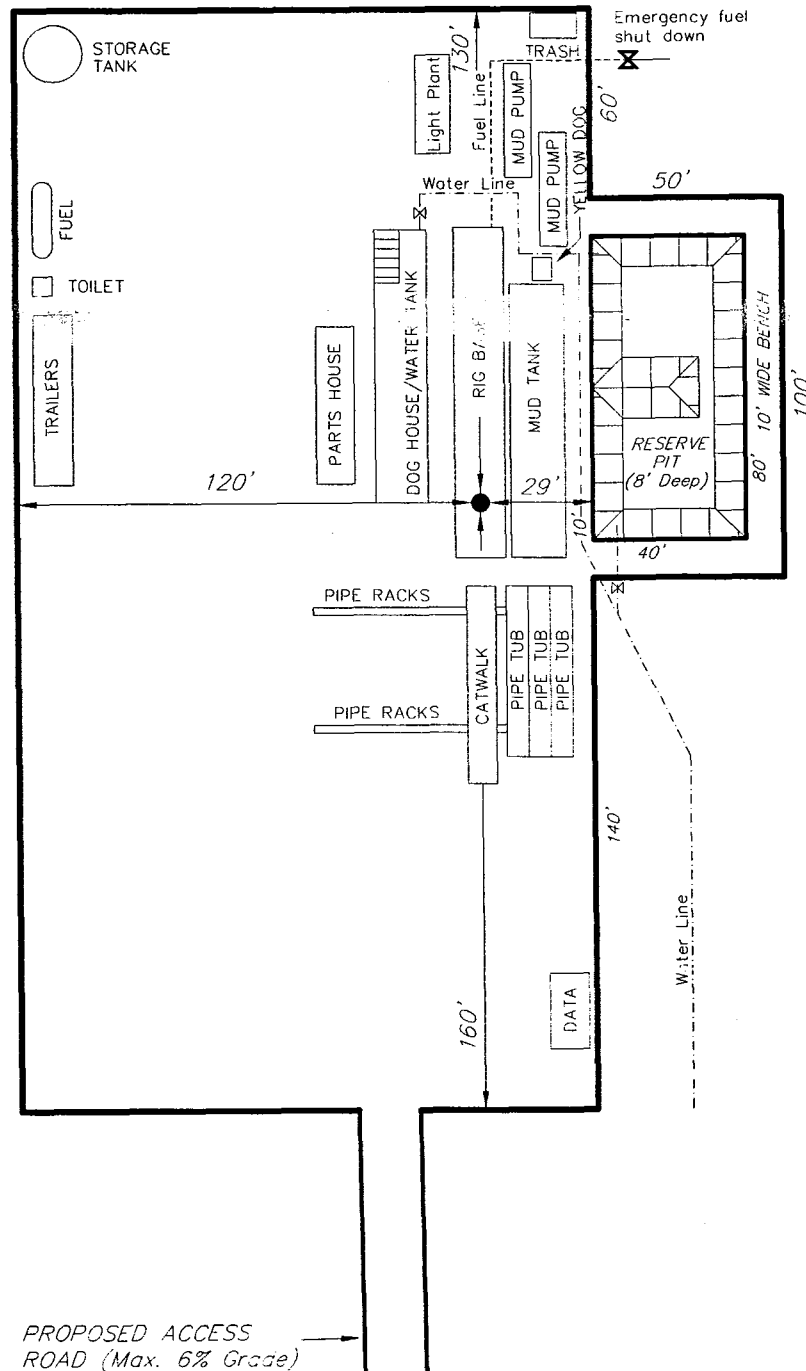 Emergency fuel
shut down
STORAGE
TANK
130'
TRASH
Light Plant
Fuel Line
MUD PUMP
60'
MUD PUMP
YELLOW DOG
Water Line
50'
FUEL
TOILET
TRAILERS
PARTS HOUSE
DOG HOUSE/WATER TANK
RIG BASE
MUD TANK
10' WIDE BENCH
100'
RESERVE
PIT
(8' Deep)
80'
120'
29'
10'
40'
PIPE RACKS
CATWALK
PIPE TUB
PIPE TUB
PIPE TUB
PIPE RACKS
140'
Water Line
160'
DATA
PROPOSED ACCESS
ROAD (Max. 6% Grade)